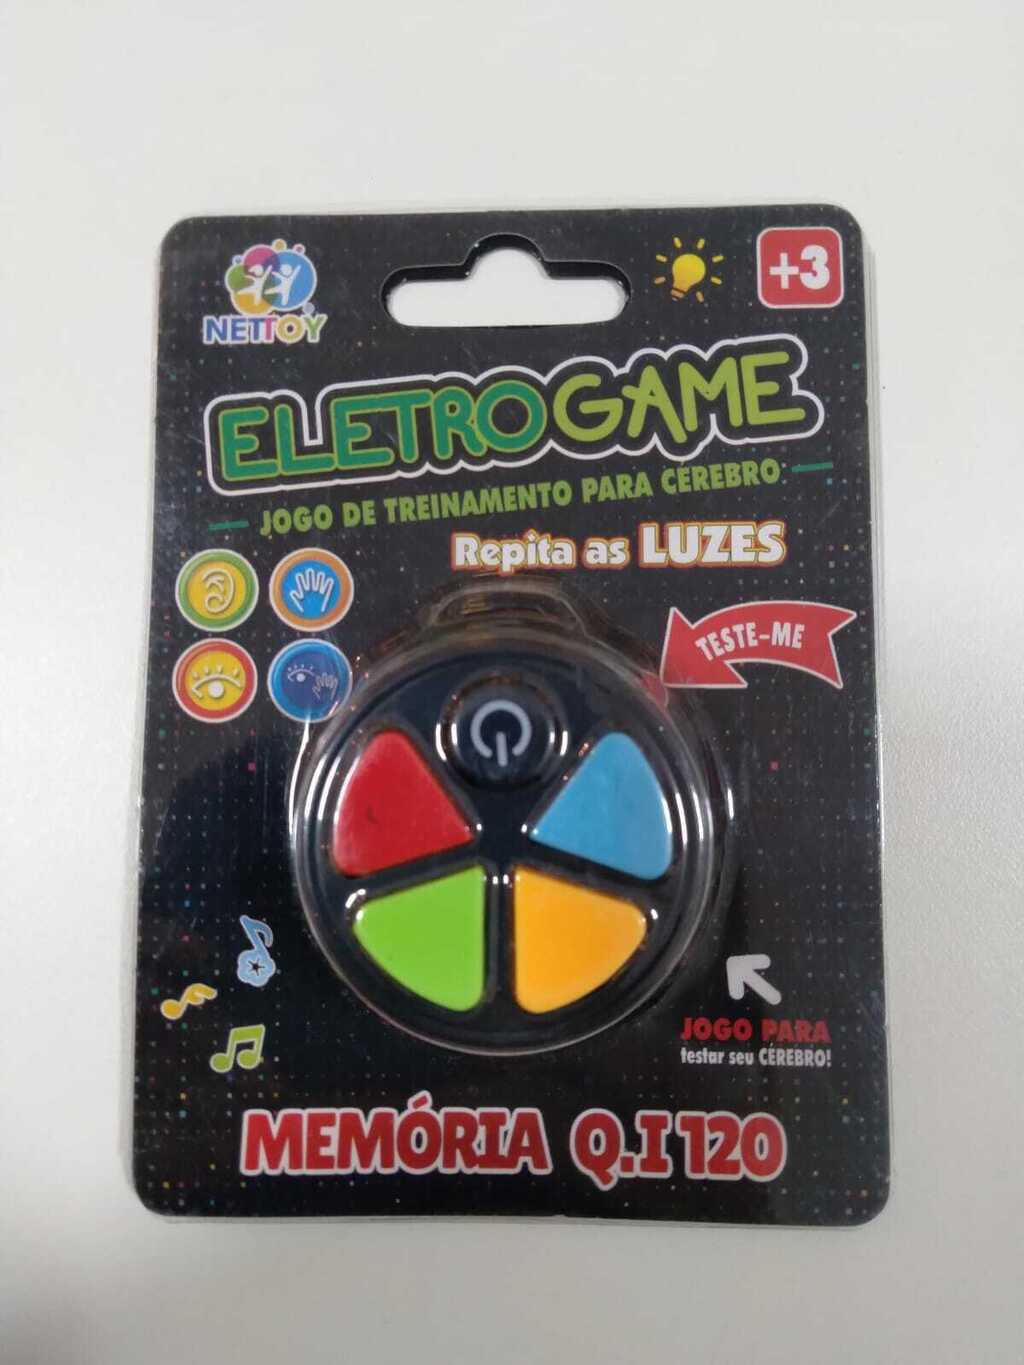 NETTOY
+3
ELETROGAME
JOGO DE TREINAMENTO PARA CÉREBRO
Repita as LUZES
TESTE-ME
JOGO PARA
testar seu CÉREBRO!
MEMÓRIA Q.I 120